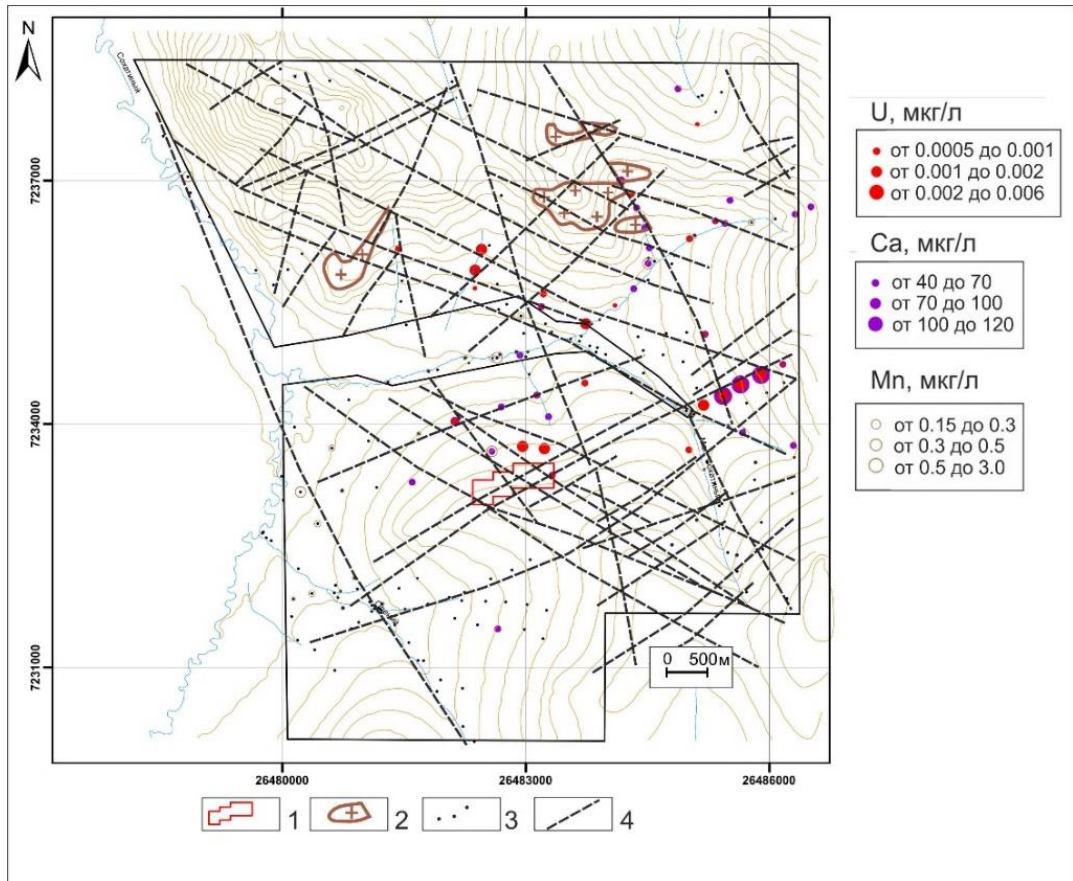 N
Сохатиный
7237000
7234000
7231000
26480000
26483000
26486000
0 500м
U, мкг/л
от 0.0005 до 0.001
от 0.001 до 0.002
от 0.002 до 0.006
Ca, мкг/л
от 40 до 70
от 70 до 100
от 100 до 120
Mn, мкг/л
от 0.15 до 0.3
от 0.3 до 0.5
от 0.5 до 3.0
1
2
3
4